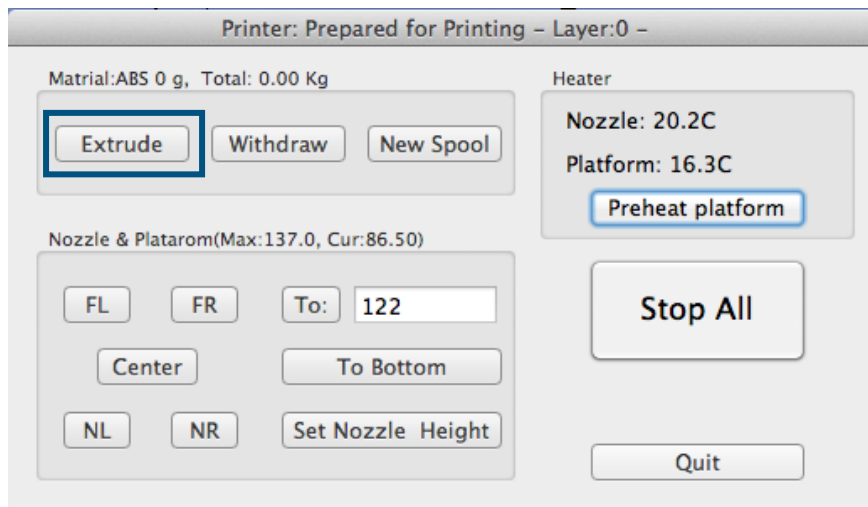 Printer: Prepared for Printing – Layer:0 –
Matrial:ABS 0 g, Total: 0.00 Kg
Extrude Withdraw New Spool
Heater
Nozzle: 20.2C
Platform: 16.3C
Preheat platform
Nozzle & Platarom(Max:137.0, Cur:86.50)
FL FR To: 122
Center To Bottom
NL NR Set Nozzle Height
Stop All
Quit